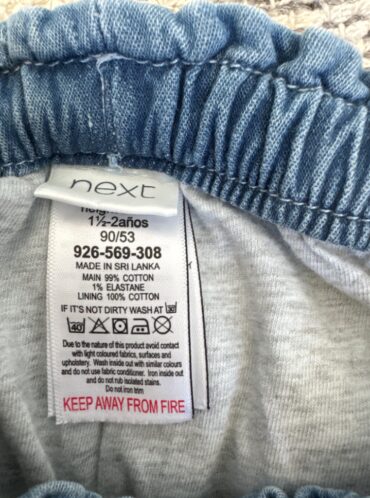 next
1½-2años
90/53
926-569-308
MADE IN SRI LANKA
MAIN 99% COTTON
1% ELASTANE
LINING 100% COTTON
IF IT'S NOT DIRTY WASH AT 30
40
Due to the nature of this product avoid contact
with light coloured fabrics, surfaces and
upholstery. Wash inside out with similar colours
and do not use fabric conditioner. Iron inside out
and do not rub isolated stains.
Do not iron trim
KEEP AWAY FROM FIRE